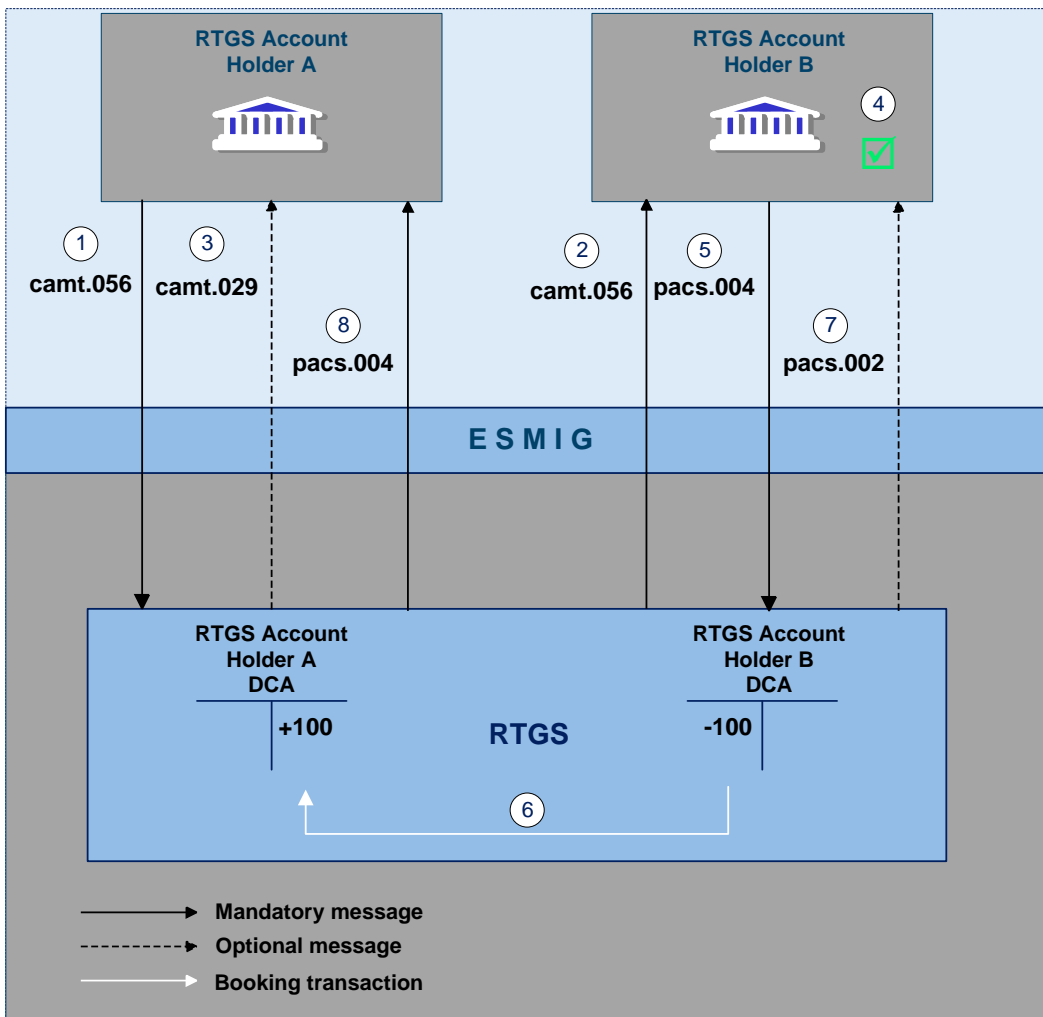 RTGS Account
Holder A
RTGS Account
Holder B
4
1
3
2
5
camt.056
camt.029
camt.056
pacs.004
8
7
pacs.004
pacs.002
E S M I G
RTGS Account
Holder A
DCA
RTGS Account
Holder B
DCA
+100
RTGS
-100
6
Mandatory message
Optional message
Booking transaction